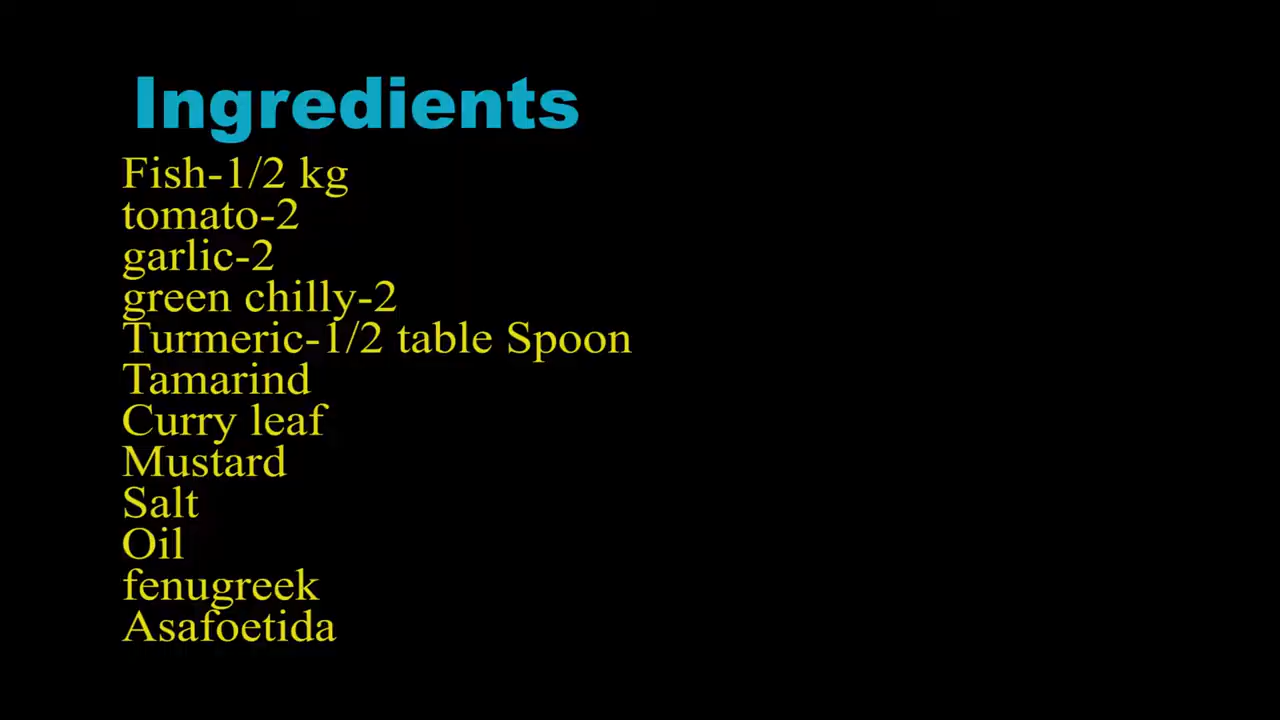 Ingredients
Fish-1/2 kg
tomato-2
garlic-2
green chilly-2
Turmeric-1/2 table Spoon
Tamarind
Curry leaf
Mustard
Salt
Oil
fenugreek
Asafoetida